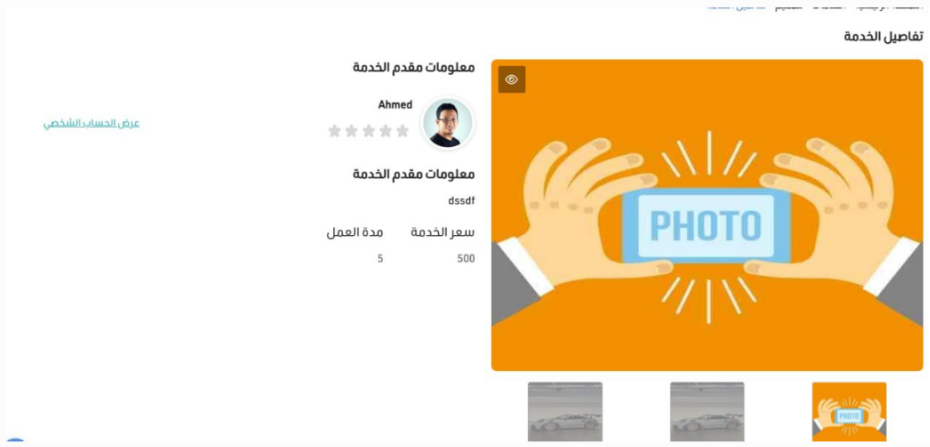 تفاصيل الخدمة
PHOTO
معلومات مقدم الخدمة
Ahmed
عرض الحساب الشخصي
معلومات مقدم الخدمة
dssdf
سعر الخدمة مدة العمل
500 5
PHOTO